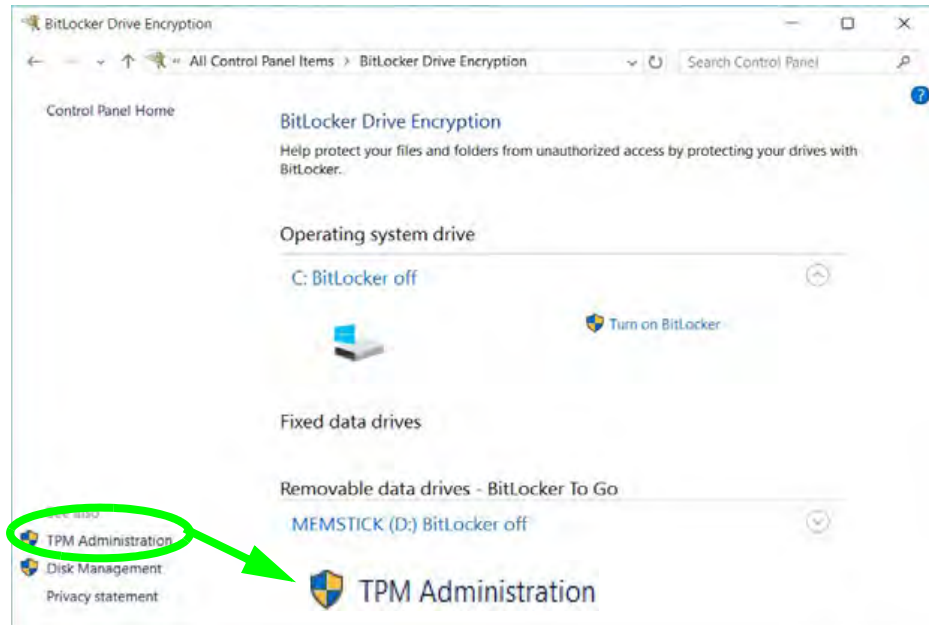 BitLocker Drive Encryption
« All Control Panel Items > BitLocker Drive Encryption
Search Control Panel
?
Control Panel Home
BitLocker Drive Encryption
Help protect your files and folders from unauthorized access by protecting your drives with
BitLocker.
Operating system drive
C: BitLocker off
Turn on BitLocker
Fixed data drives
Removable data drives - BitLocker To Go
MEMSTICK (D:) BitLocker off
See also
TPM Administration
Disk Management
Privacy statement
TPM Administration